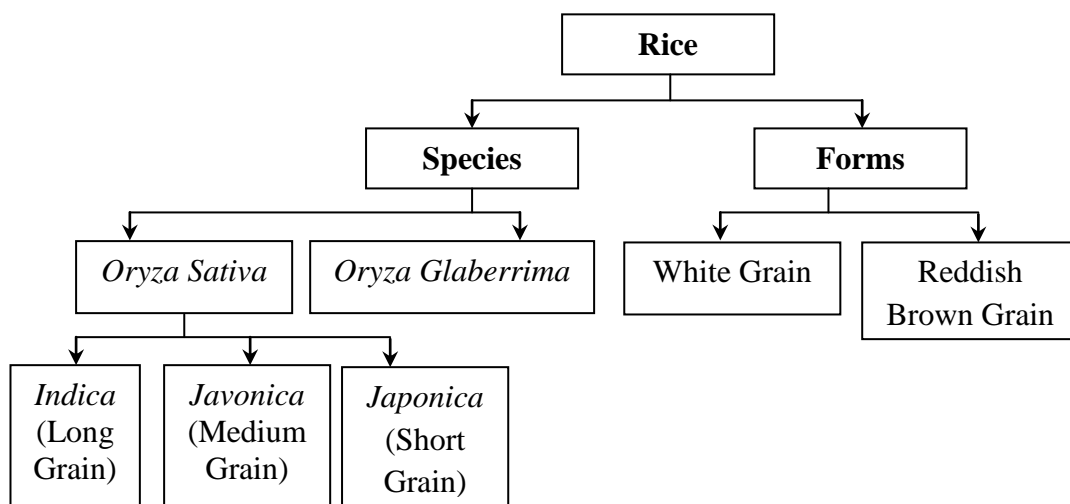 Rice
Species
Forms
Oryza Sativa
Oryza Glaberrima
White Grain
Reddish
Brown Grain
Indica
(Long
Grain)
Javonica
(Medium
Grain)
Japonica
(Short
Grain)